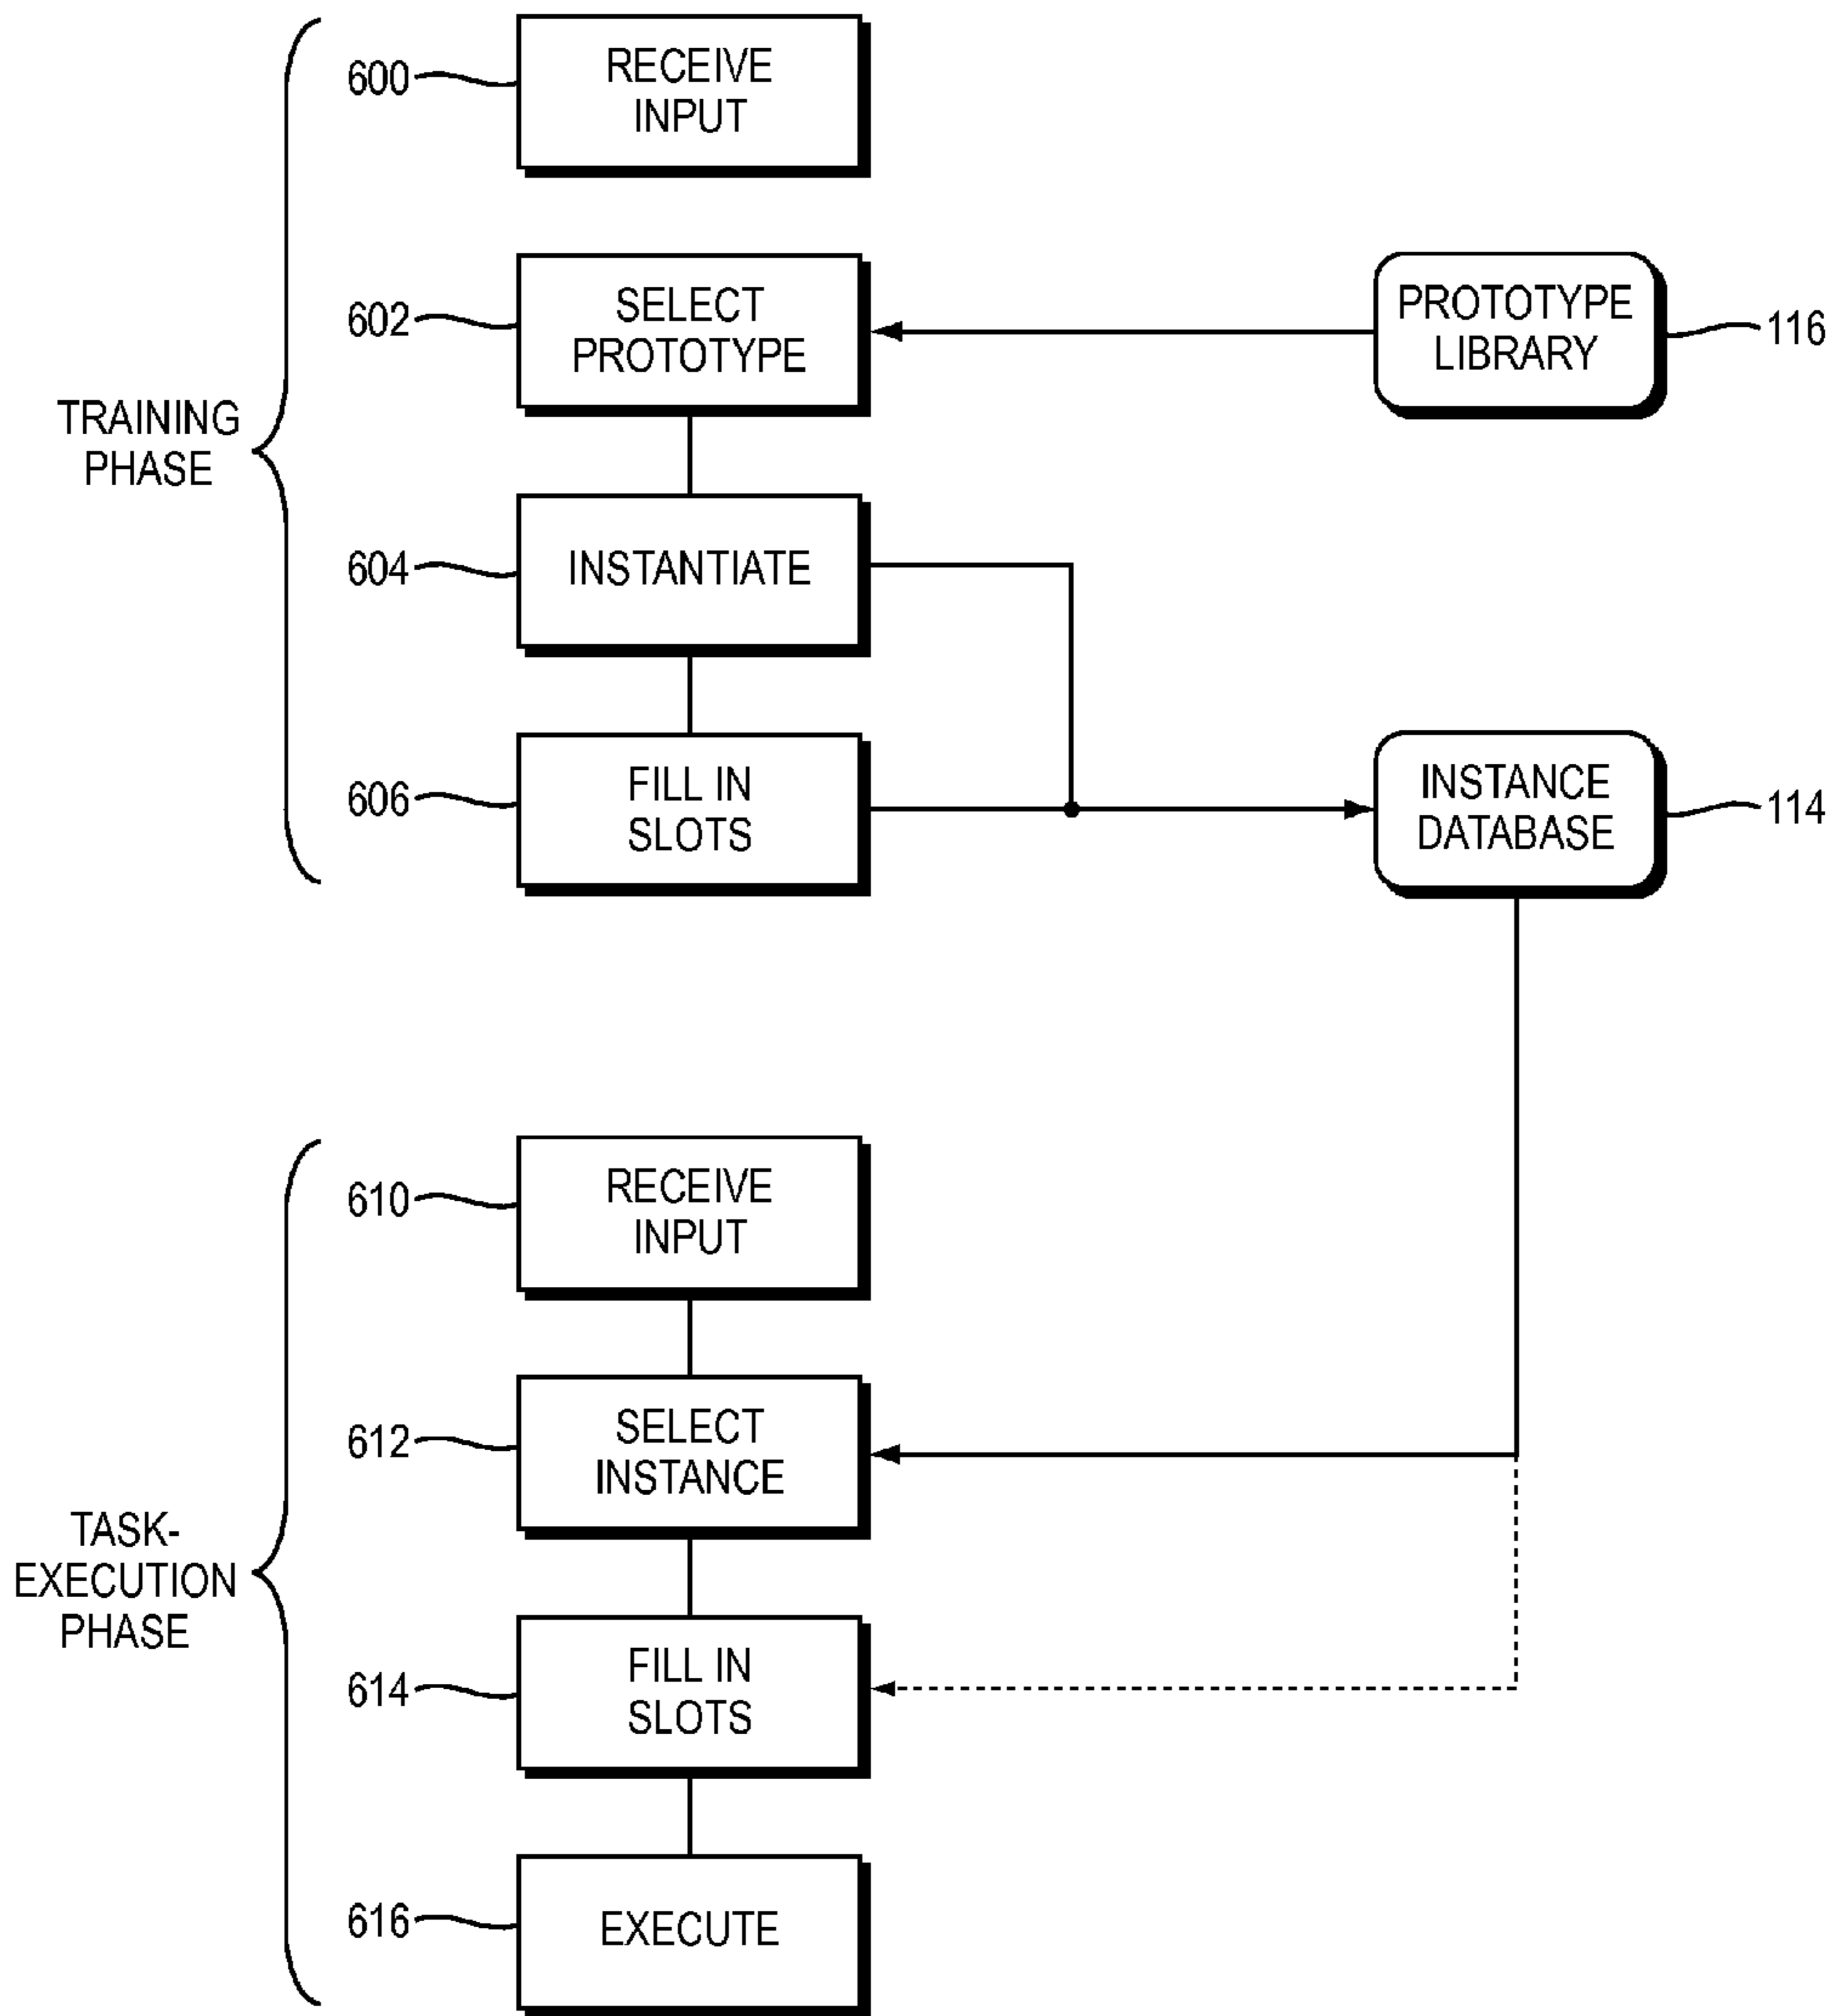 600
RECEIVE
INPUT
602
SELECT
PROTOTYPE
PROTOTYPE
LIBRARY
116
TRAINING
PHASE
604
INSTANTIATE
606
FILL IN
SLOTS
INSTANCE
DATABASE
114
610
RECEIVE
INPUT
612
SELECT
INSTANCE
TASK-
EXECUTION
PHASE
614
FILL IN
SLOTS
616
EXECUTE